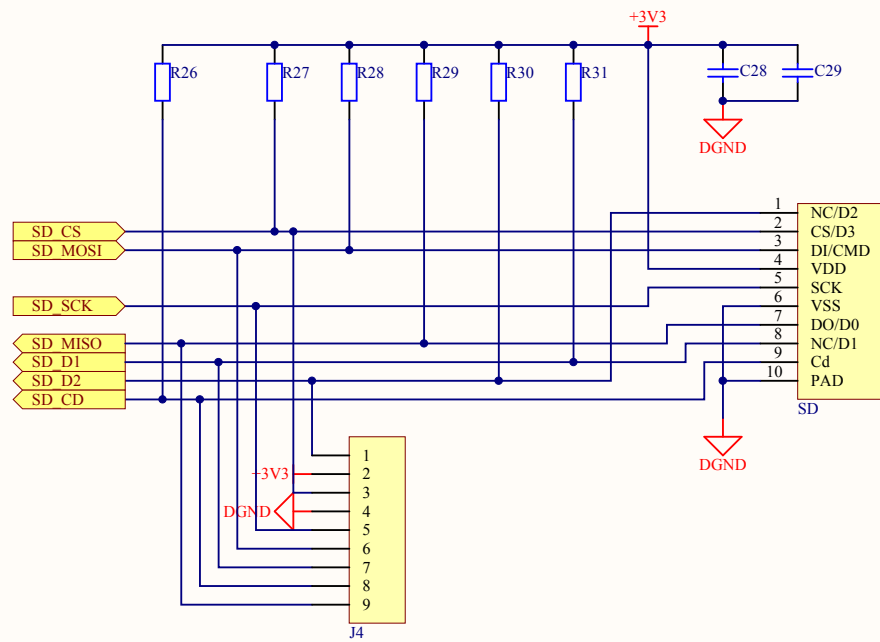 +3V3
R26
R27
R28
R29
R30
R31
C28
C29
DGND
SD_CS
SD_MOSI
SD_SCK
SD_MISO
SD_D1
SD_D2
SD_CD
1 NC/D2
2 CS/D3
3 DI/CMD
4 VDD
5 SCK
6 VSS
7 DO/D0
8 NC/D1
9 Cd
10 PAD
SD
DGND
+3V3
DGND
1
2
3
4
5
6
7
8
9
J4